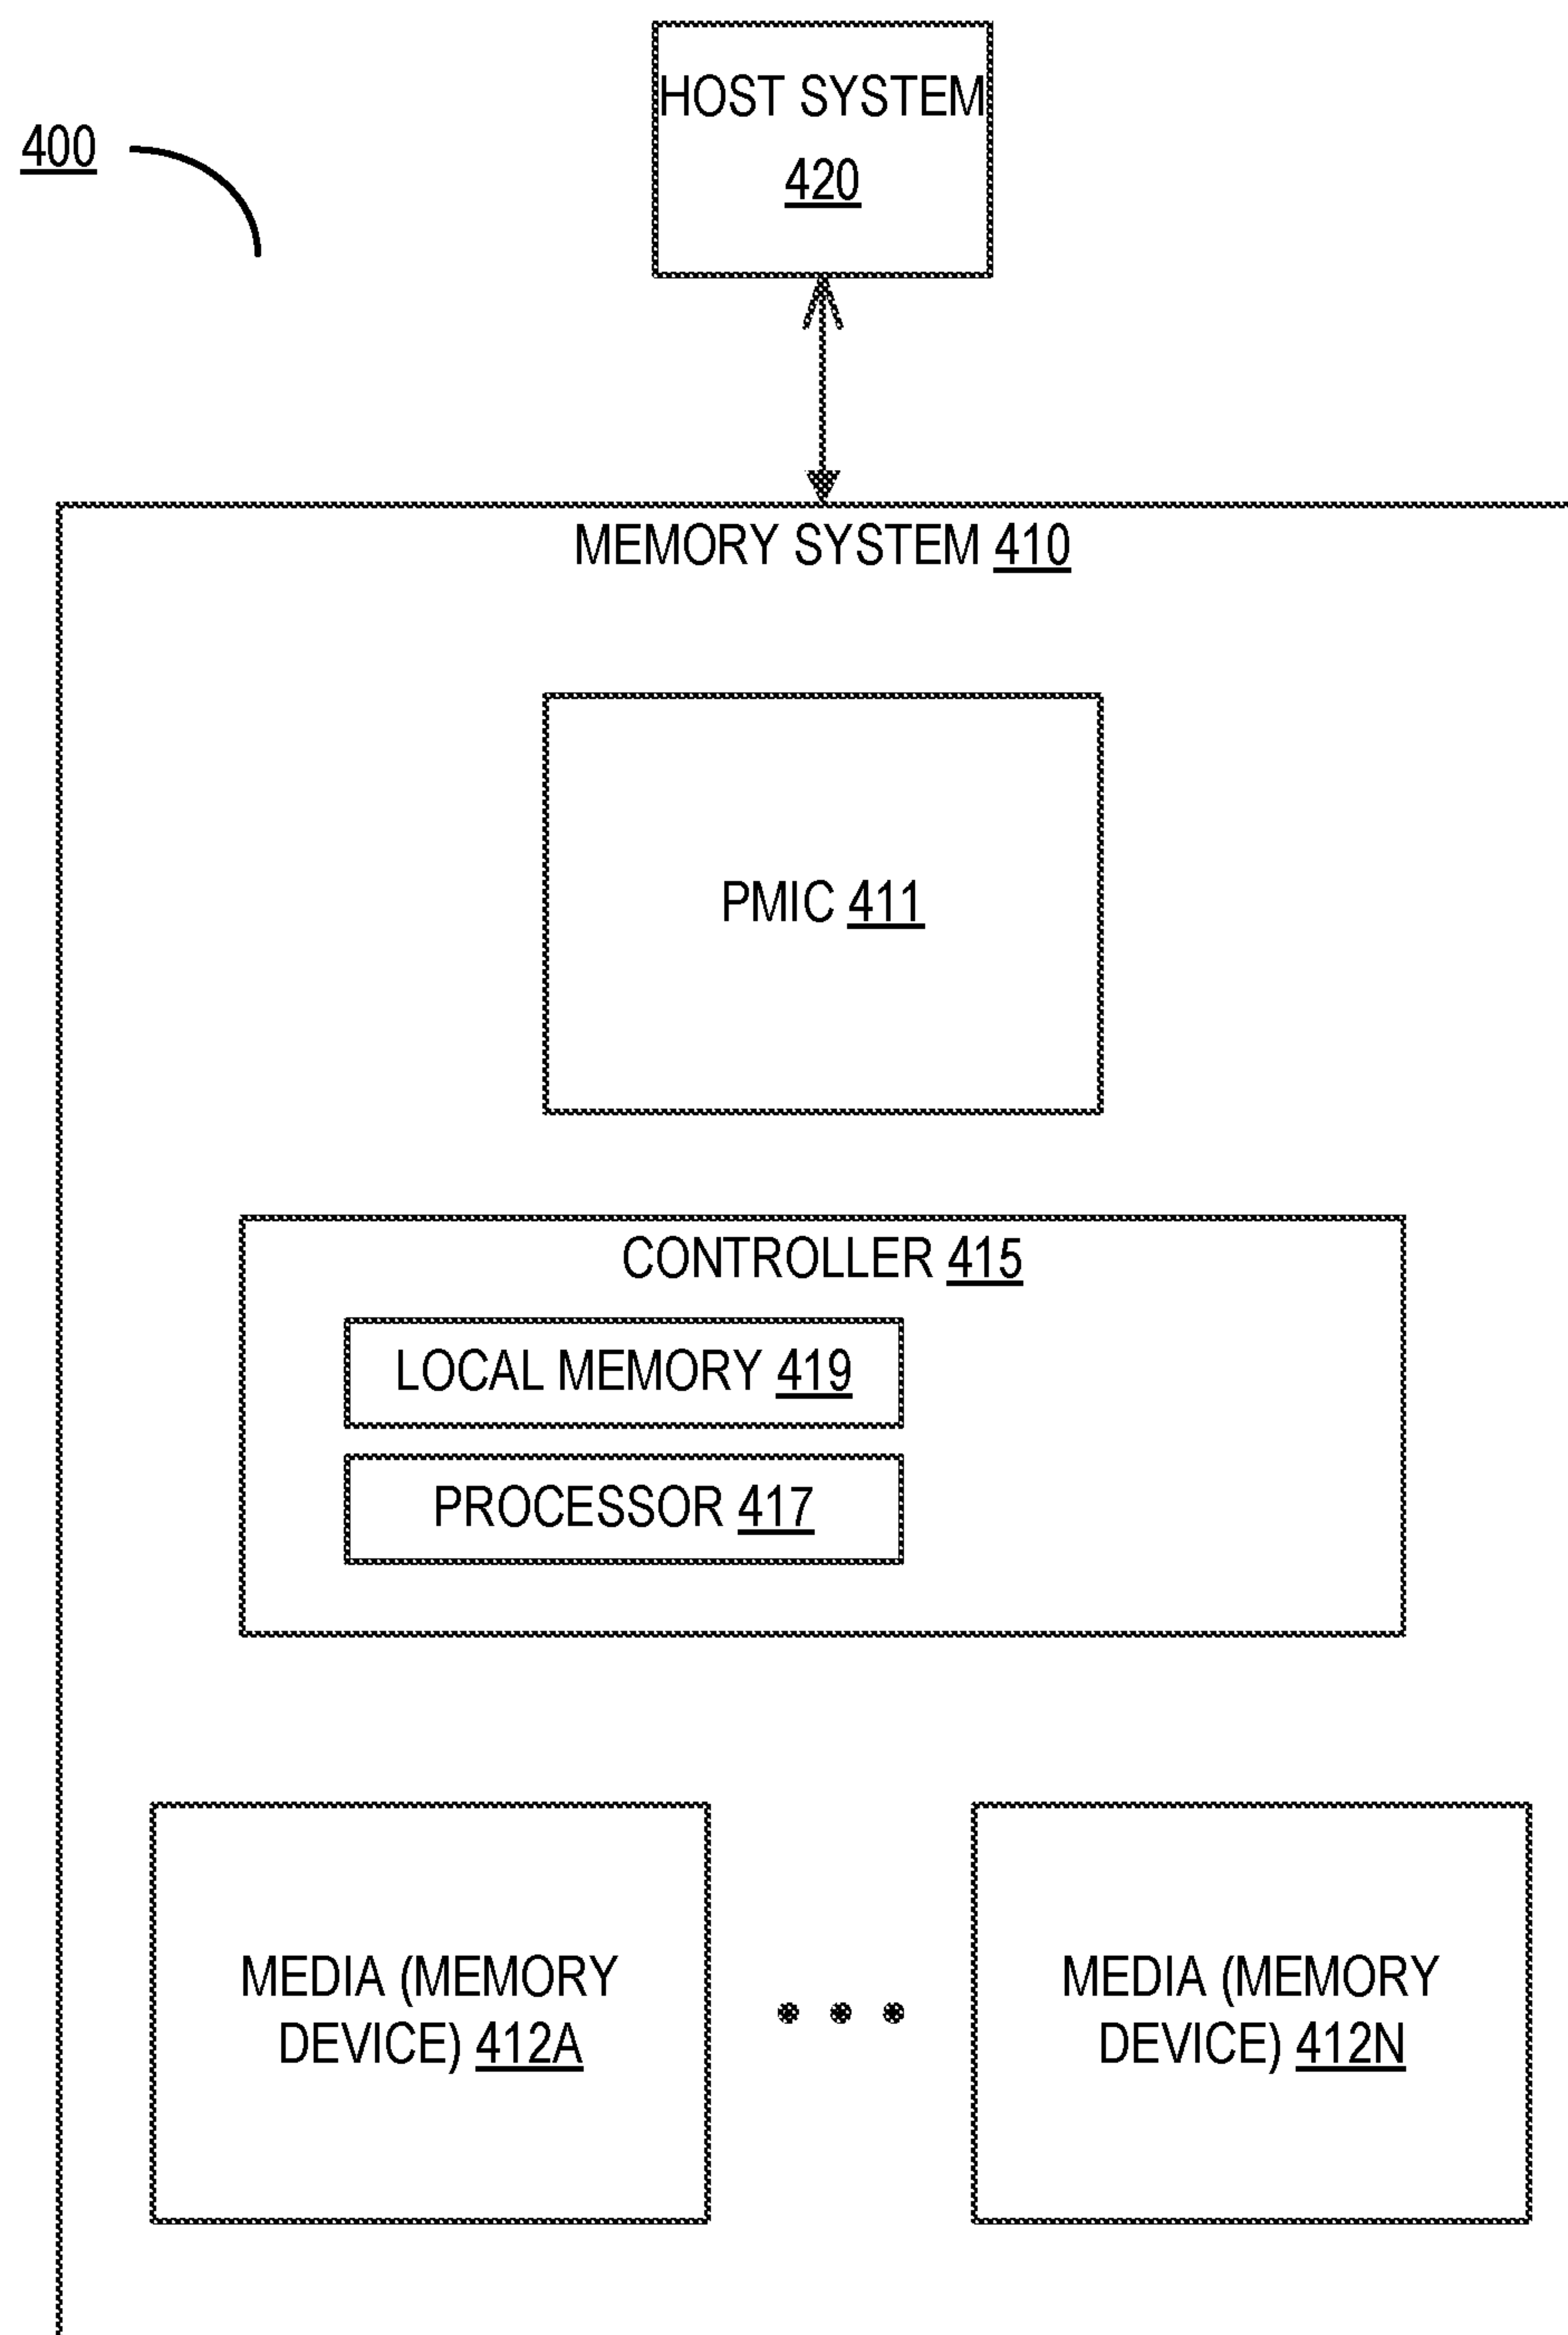 HOST SYSTEM
420
400
MEMORY SYSTEM 410
PMIC 411
CONTROLLER 415
LOCAL MEMORY 419
PROCESSOR 417
MEDIA (MEMORY
DEVICE) 412A
MEDIA (MEMORY
DEVICE) 412N